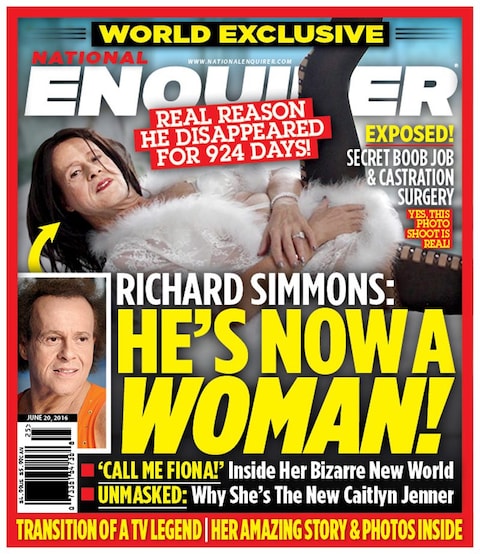 WORLD EXCLUSIVE
NATIONAL
WWW.NATIONALENQUIRER.COM
ENQUIRER
REAL REASON
HE DISAPPEARED
FOR 924 DAYS!
EXPOSED!
SECRET BOOB JOB
& CASTRATION
SURGERY
YES, THIS
PHOTO
SHOOT IS
REAL!
RICHARD SIMMONS:
HE'S NOW A
WOMAN!
JUNE 20, 2016
'CALL ME FIONA!' Inside Her Bizarre New World
UNMASKED: Why She's The New Caitlyn Jenner
TRANSITION OF A TV LEGEND | HER AMAZING STORY & PHOTOS INSIDE